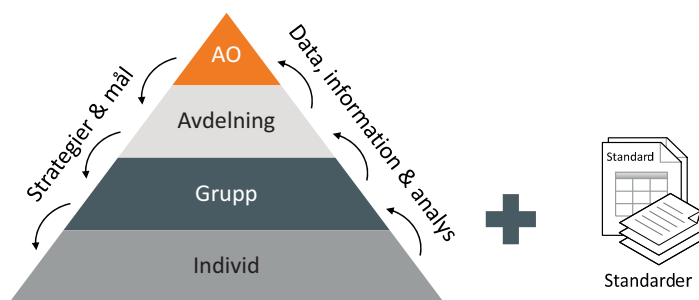 AO
Avdelning
Grupp
Individ
Strategier & mål
Data, information & analys
Standard
Standarder